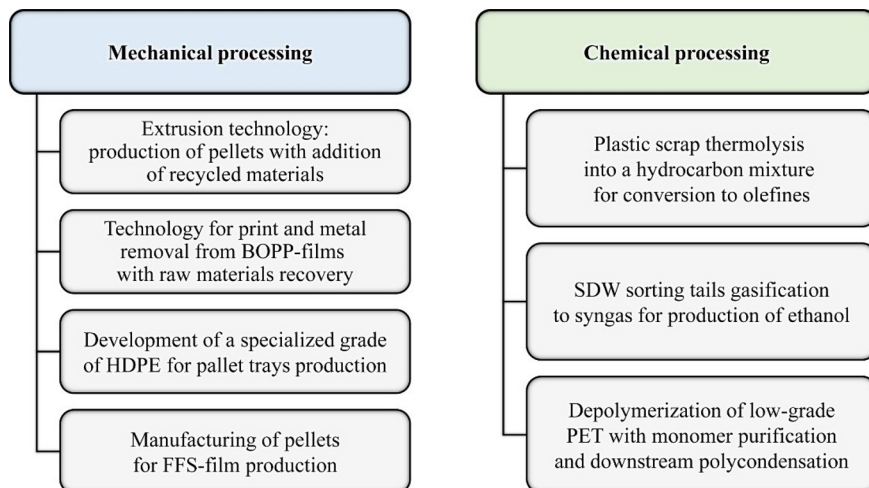 Mechanical processing
Extrusion technology:
production of pellets with addition
of recycled materials
Technology for print and metal
removal from BOPP-films
with raw materials recovery
Development of a specialized grade
of HDPE for pallet trays production
Manufacturing of pellets
for FFS-film production
Chemical processing
Plastic scrap thermolysis
into a hydrocarbon mixture
for conversion to olefines
SDW sorting tails gasification
to syngas for production of ethanol
Depolymerization of low-grade
PET with monomer purification
and downstream polycondensation